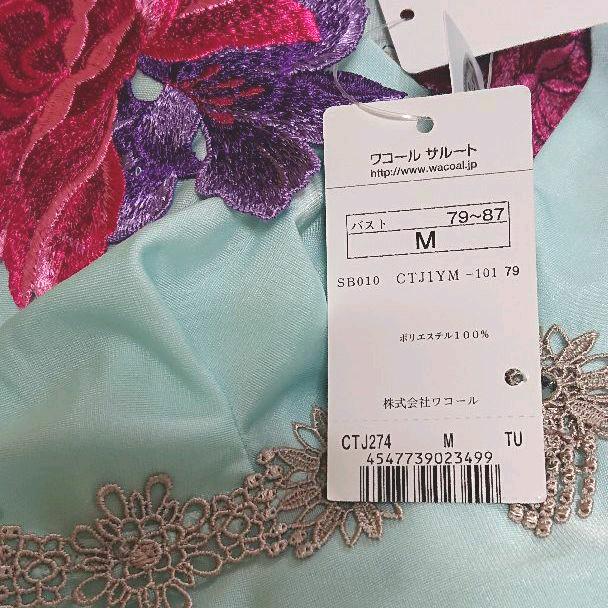 ワコール サルート
http://www.wacoal.jp
バスト 79~87
M
SB010 CTJ1YM-101 79
ポリエステル100%
株式会社ワコール
CTJ274 M TU
4547739023499